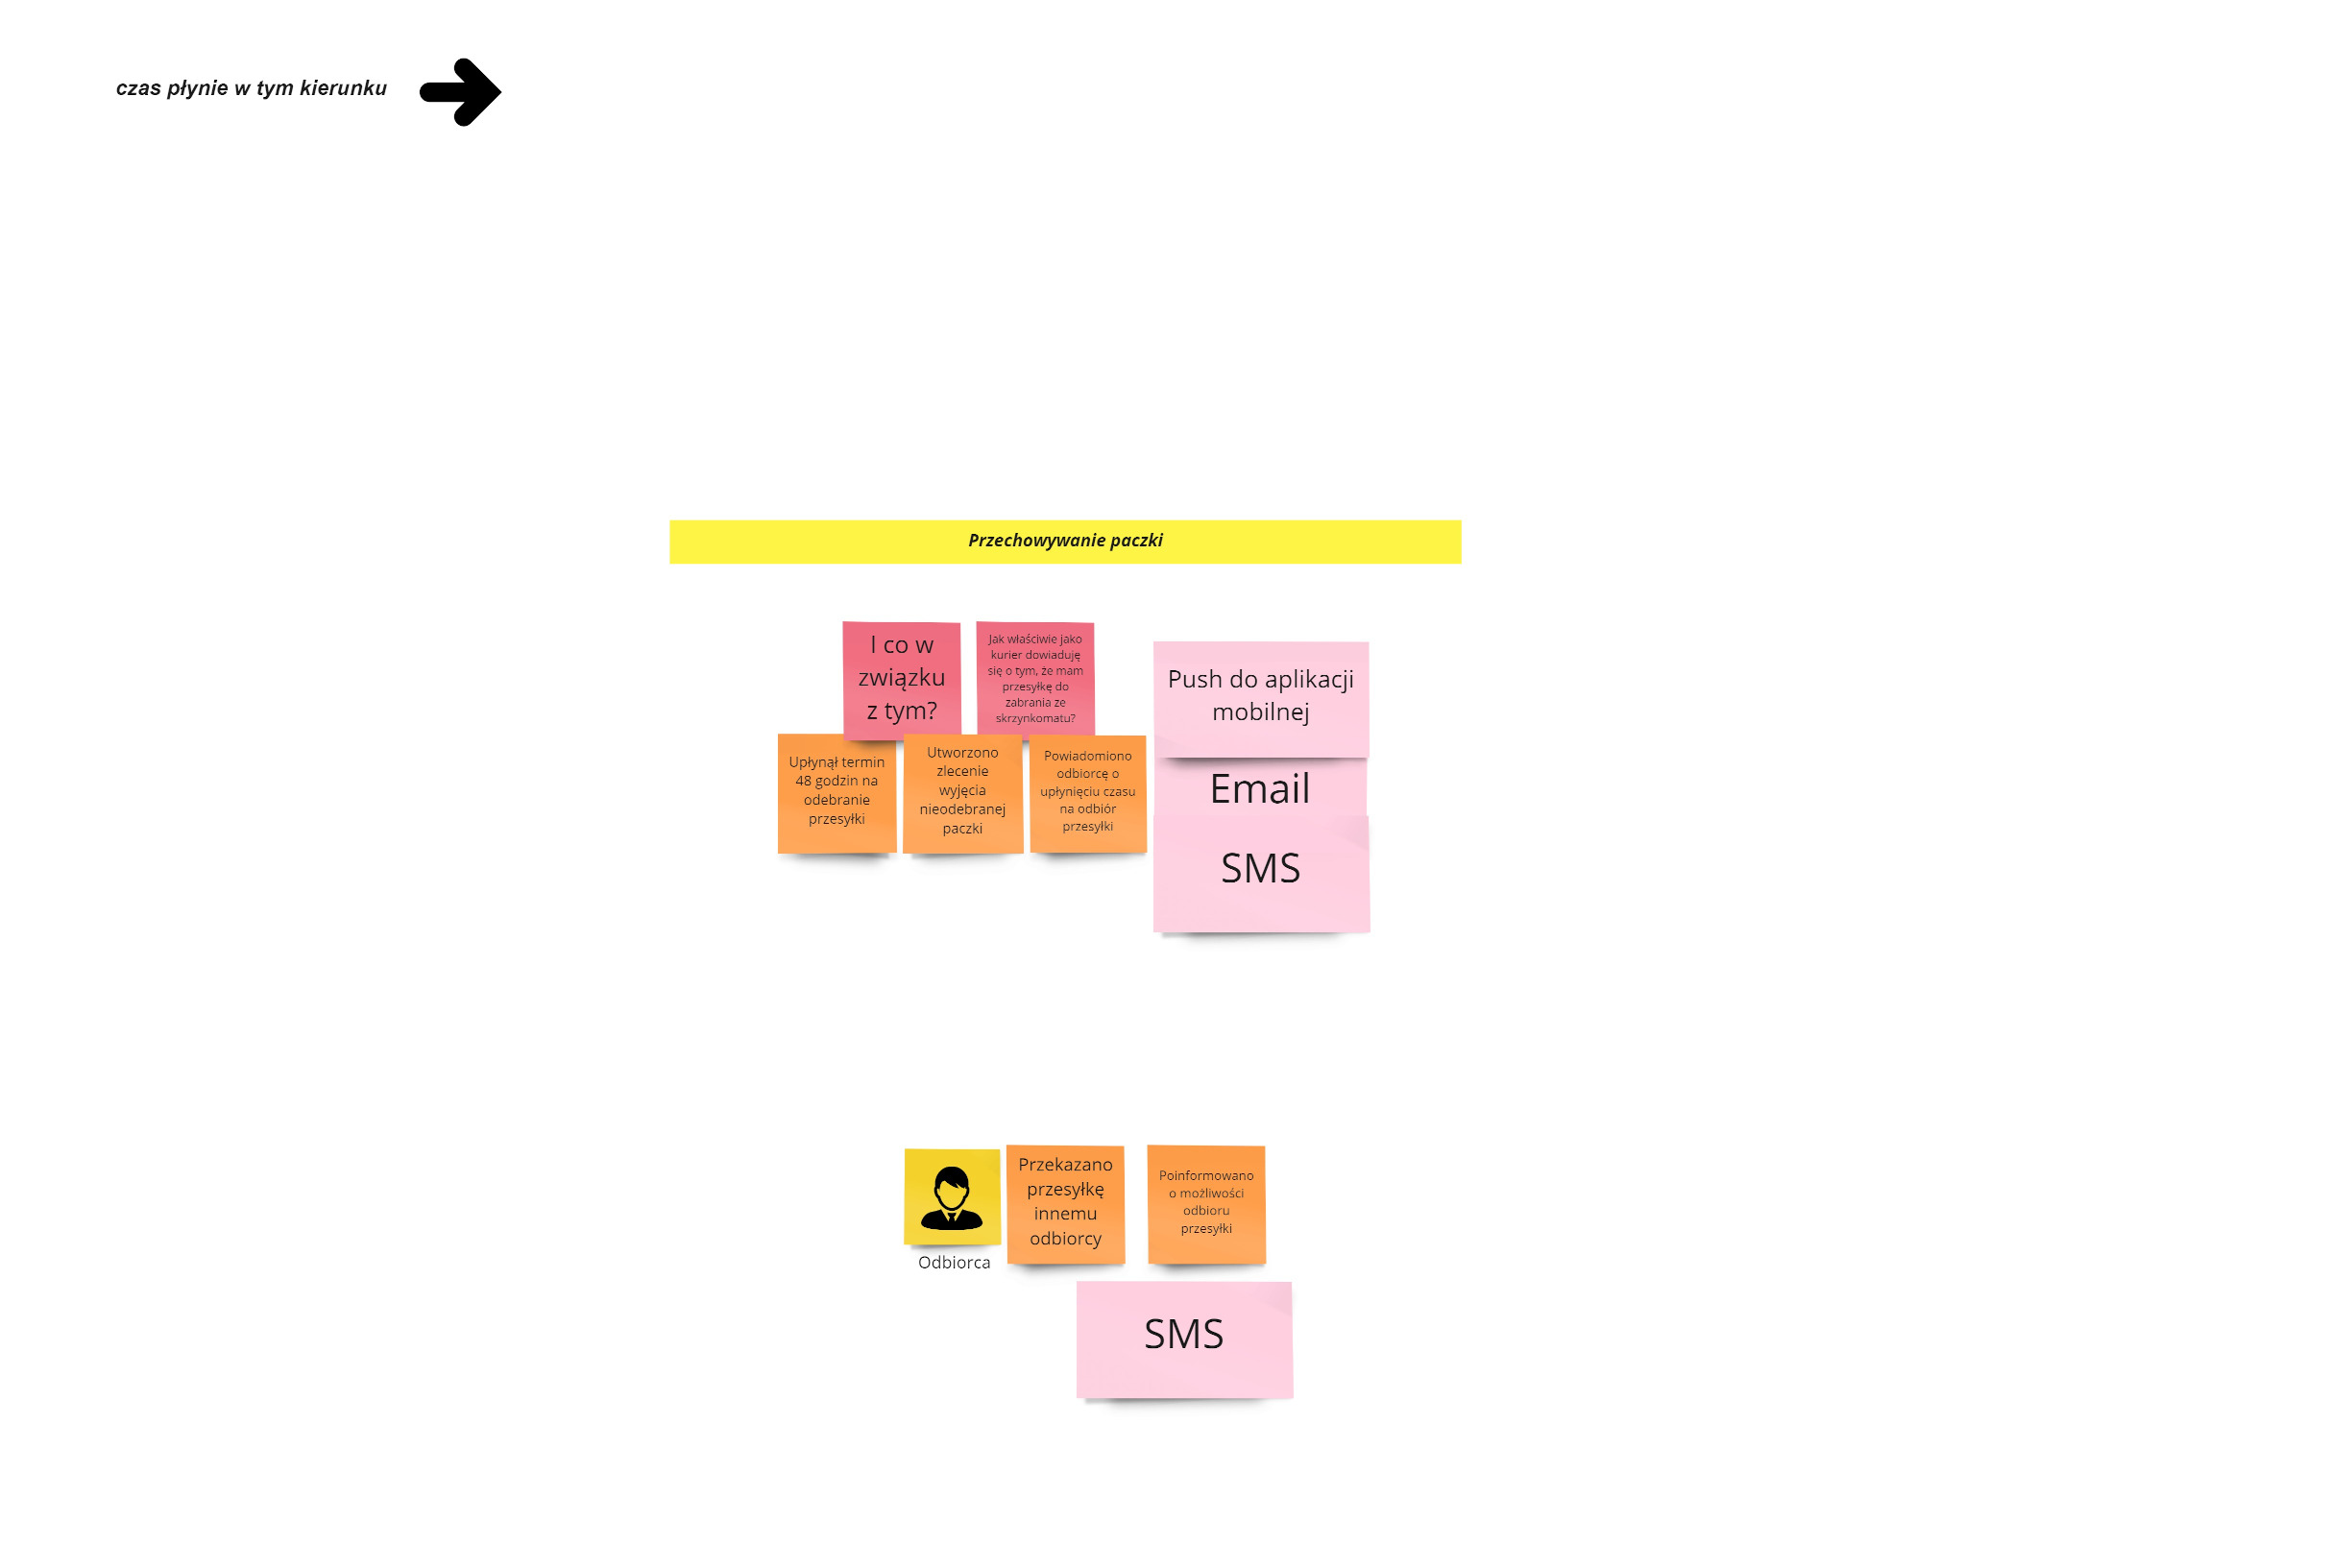 czas płynie w tym kierunku
Przechowywanie paczki
I co w
związku
z tym?
Jak właściwie jako
kurier dowiaduję
się o tym, że mam
przesyłkę do
zabrania ze
skrzynkomatu?
Push do aplikacji
mobilnej
Upłynął termin
48 godzin na
odebranie
przesyłki
Utworzono
zlecenie
wyjęcia
nieodebranej
paczki
Powiadomiono
odbiorcę o
upłynięciu czasu
na odbiór
przesyłki
Email
SMS
Odbiorca
Przekazano
przesyłkę
innemu
odbiorcy
Poinformowano
o możliwości
odbioru
przesyłki
SMS